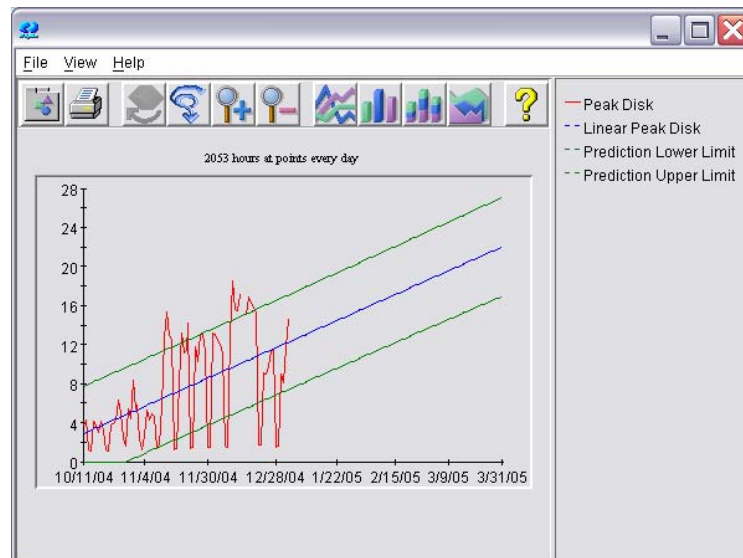 File View Help
2053 hours at points every day
28
24
20
16
12
8
4
0
10/11/04 11/4/04 11/30/04 12/28/04 1/22/05 2/15/05 3/9/05 3/31/05
Peak Disk
Linear Peak Disk
Prediction Lower Limit
Prediction Upper Limit